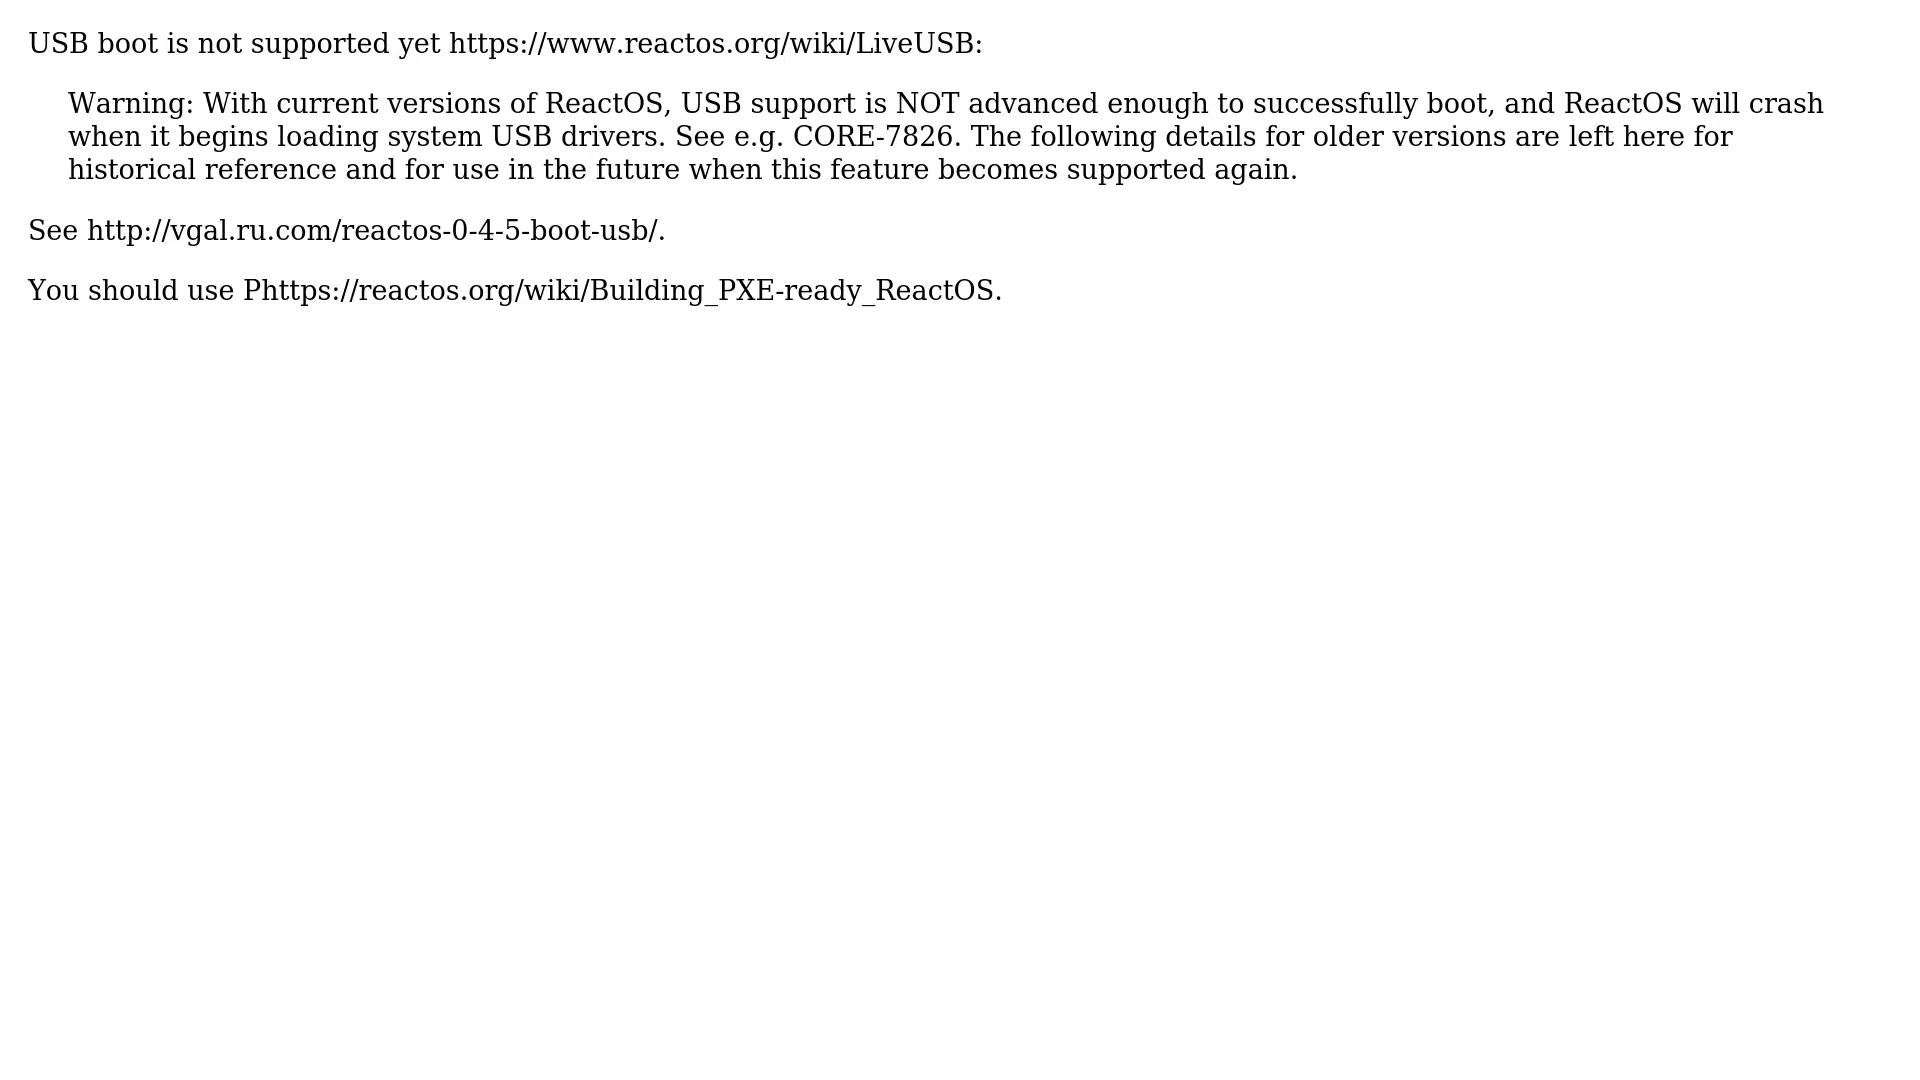 USB boot is not supported yet https://www.reactos.org/wiki/LiveUSB:
Warning: With current versions of ReactOS, USB support is NOT advanced enough to successfully boot, and ReactOS will crash
when it begins loading system USB drivers. See e.g. CORE-7826. The following details for older versions are left here for
historical reference and for use in the future when this feature becomes supported again.
See http://vgal.ru.com/reactos-0-4-5-boot-usb/.
You should use Phttps://reactos.org/wiki/Building_PXE-ready_ReactOS.